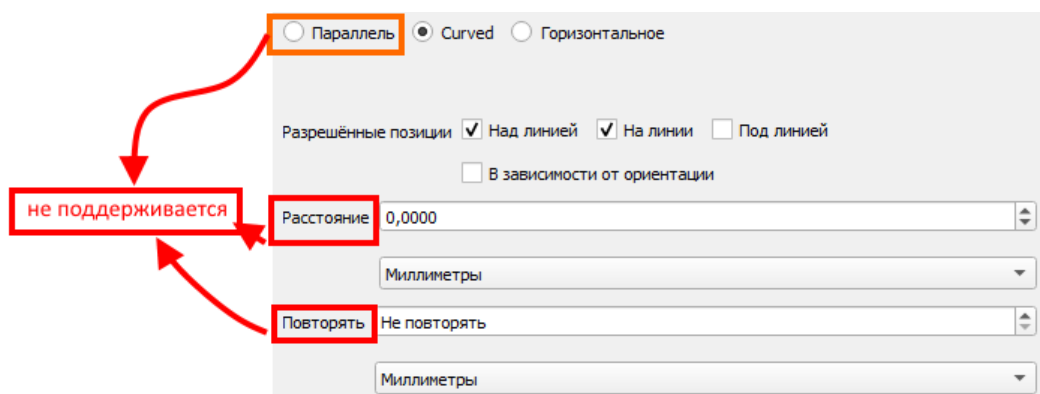 Параллель Curved Горизонтальное
Разрешённые позиции Над линией На линии Под линией
В зависимости от ориентации
не поддерживается
Расстояние 0,0000
Миллиметры
Повторять Не повторять
Миллиметры